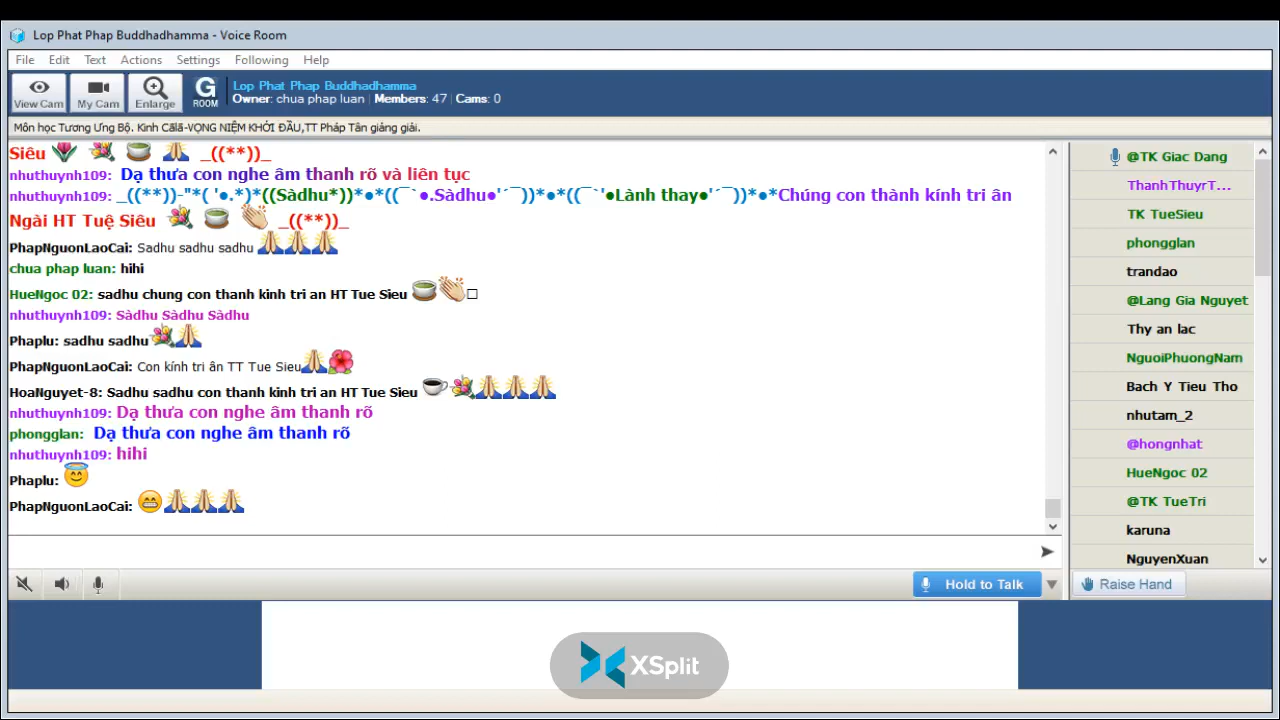 Lop Phat Phap Buddhadhamma - Voice Room
File Edit Text Actions Settings Following Help
View Cam My Cam Enlarge G ROOM
Lop Phat Phap Buddhadhamma
Owner: chua phap luan | Members: 47 | Cams: 0
Môn học Tương Ưng Bộ. Kinh Cālā-VỌNG NIỆM KHỞI ĐẦU,TT Pháp Tân giảng giải.
Siêu 🌷 💐 🍵 🙏 _((**))_
nhuthuynh109: Dạ thưa con nghe âm thanh rõ và liên tục
nhuthuynh109: _((**))-"*( '●.*)*((Sàdhu*))*●*((¯`●.Sàdhu●'´¯))*●*((¯`'●Lành thay●'´¯))*●*Chúng con thành kính tri ân
Ngài HT Tuệ Siêu 💐 🍵 👏 _((**))_
PhapNguonLaoCai: Sadhu sadhu sadhu 🙏🙏🙏
chua phap luan: hihi
HueNgoc 02: sadhu chung con thanh kinh tri an HT Tue Sieu 🍵👏□
nhuthuynh109: Sàdhu Sàdhu Sàdhu
Phaplu: sadhu sadhu💐🙏
PhapNguonLaoCai: Con kính tri ân TT Tue Sieu🙏🌺
HoaNguyet-8: Sadhu sadhu con thanh kinh tri an HT Tue Sieu ☕💐🙏🙏🙏
nhuthuynh109: Dạ thưa con nghe âm thanh rõ
phongglan: Dạ thưa con nghe âm thanh rõ
nhuthuynh109: hihi
Phaplu: 😇
PhapNguonLaoCai: 😁🙏🙏🙏
@TK Giac Dang
ThanhThuyrT...
TK TueSieu
phongglan
trandao
@Lang Gia Nguyet
Thy an lac
NguoiPhuongNam
Bach Y Tieu Tho
nhutam_2
@hongnhat
HueNgoc 02
@TK TueTri
karuna
NguyenXuan
Hold to Talk
Raise Hand
XSplit